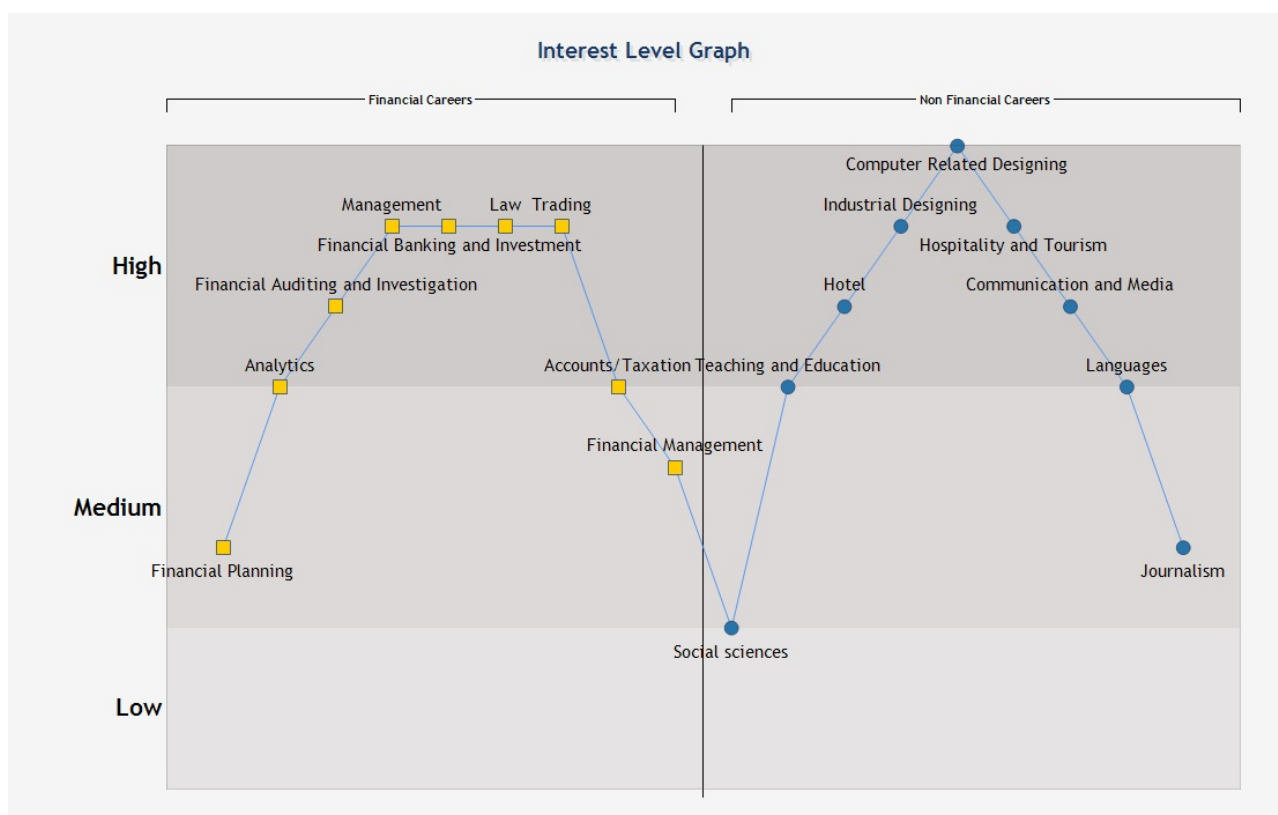 Interest Level Graph
Financial Careers
Non Financial Careers
Computer Related Designing
Management
Law
Trading
Industrial Designing
Financial Banking and Investment
Hospitality and Tourism
High
Financial Auditing and Investigation
Hotel
Communication and Media
Analytics
Accounts/Taxation
Teaching and Education
Languages
Financial Management
Medium
Financial Planning
Journalism
Social sciences
Low